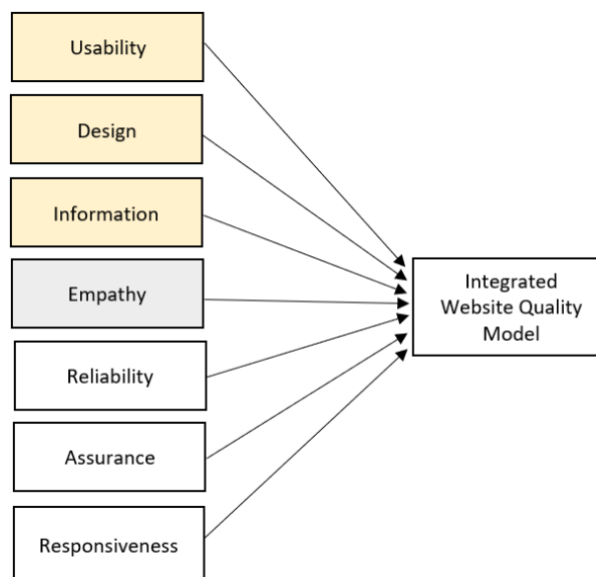 Usability
Design
Information
Empathy
Reliability
Assurance
Responsiveness
Integrated
Website Quality
Model